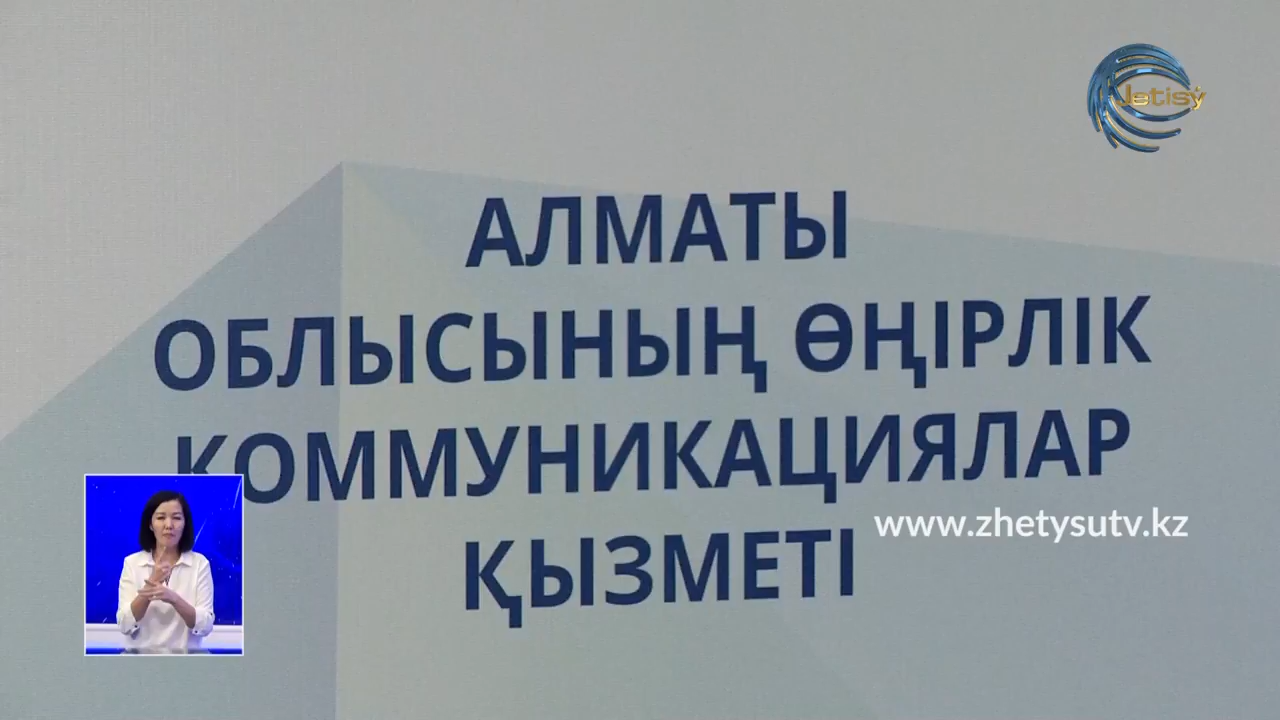 Jetisý
АЛМАТЫ
ОБЛЫСЫНЫҢ ӨҢІРЛІК
КОММУНИКАЦИЯЛАР
ҚЫЗМЕТІ
www.zhetysutv.kz